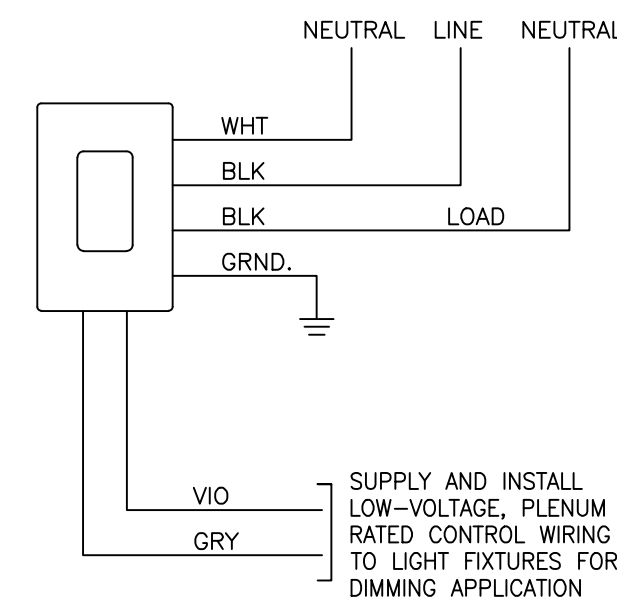 NEUTRAL LINE NEUTRAL
WHT
BLK
BLK LOAD
GRND.
VIO
GRY
SUPPLY AND INSTALL
LOW-VOLTAGE, PLENUM
RATED CONTROL WIRING
TO LIGHT FIXTURES FOR
DIMMING APPLICATION